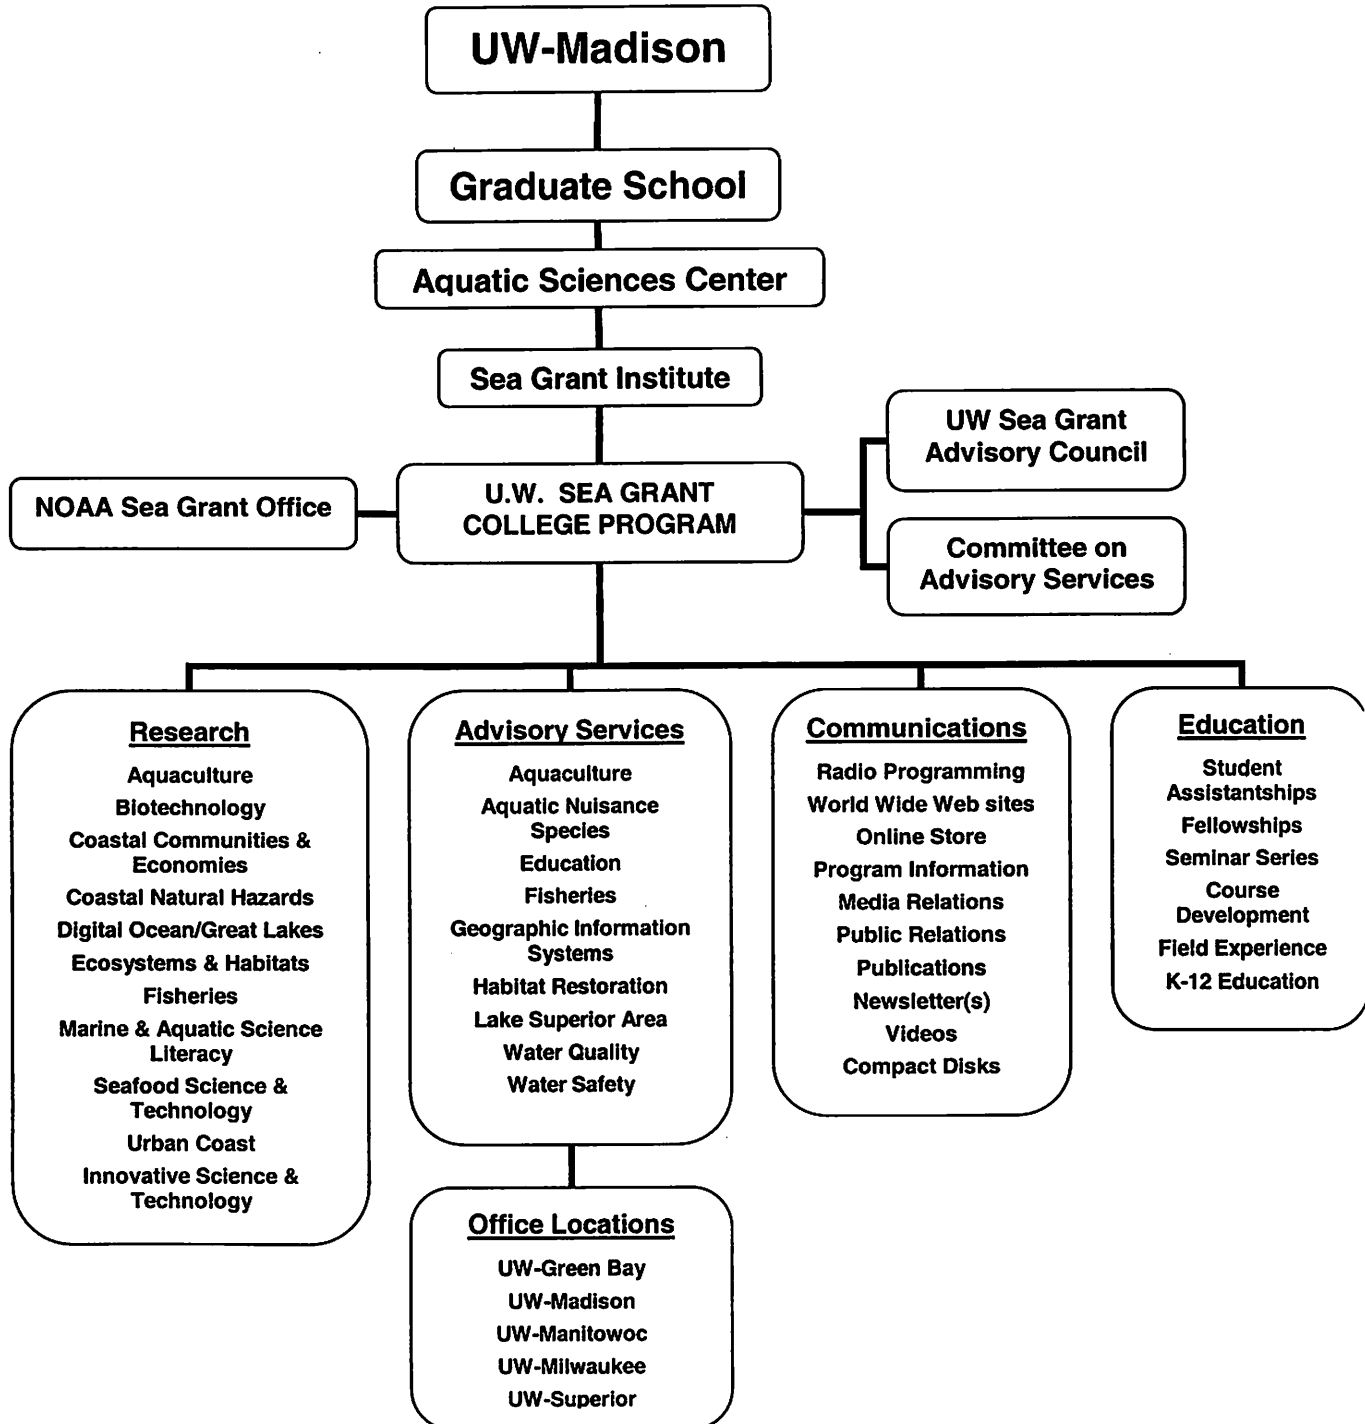 UW-Madison
Graduate School
Aquatic Sciences Center
Sea Grant Institute
UW Sea Grant
Advisory Council
NOAA Sea Grant Office
U.W. SEA GRANT
COLLEGE PROGRAM
Committee on
Advisory Services
Research
Aquaculture
Biotechnology
Coastal Communities &
Economies
Coastal Natural Hazards
Digital Ocean/Great Lakes
Ecosystems & Habitats
Fisheries
Marine & Aquatic Science
Literacy
Seafood Science &
Technology
Urban Coast
Innovative Science &
Technology
Advisory Services
Aquaculture
Aquatic Nuisance
Species
Education
Fisheries
Geographic Information
Systems
Habitat Restoration
Lake Superior Area
Water Quality
Water Safety
Office Locations
UW-Green Bay
UW-Madison
UW-Manitowoc
UW-Milwaukee
UW-Superior
Communications
Radio Programming
World Wide Web sites
Online Store
Program Information
Media Relations
Public Relations
Publications
Newsletter(s)
Videos
Compact Disks
Education
Student
Assistantships
Fellowships
Seminar Series
Course
Development
Field Experience
K-12 Education